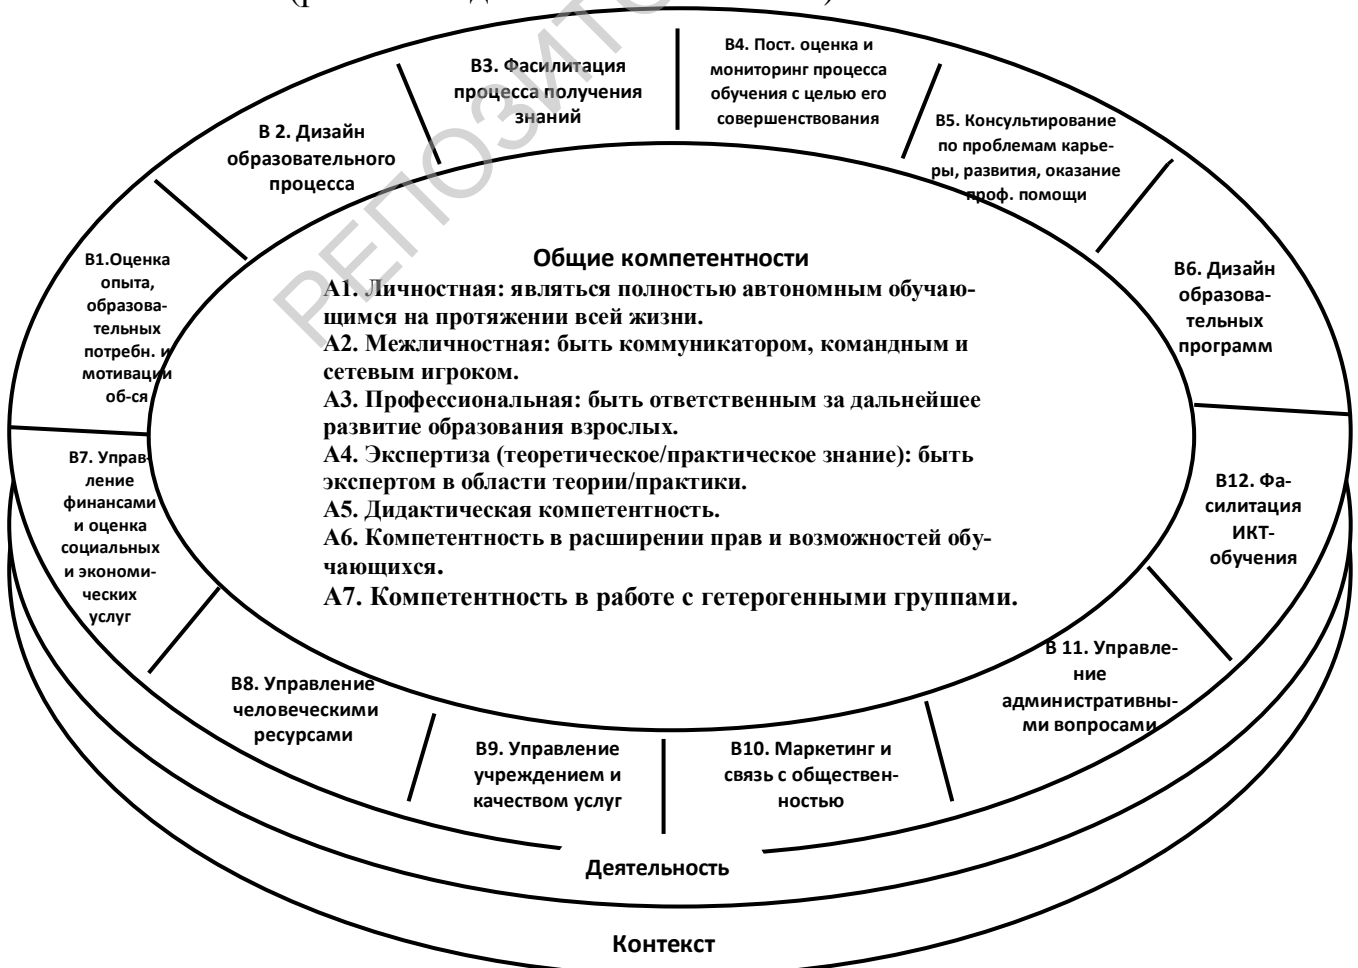 В3. Фасилитация
процесса получения
знаний
В4. Пост. оценка и
мониторинг процесса
обучения с целью его
совершенствования
В 2. Дизайн
образовательного
процесса
В5. Консультирование
по проблемам карье-
ры, развития, оказание
проф. помощи
В1.Оценка
опыта,
образова-
тельных
потребн. и
мотивации
об-ся
В6. Дизайн
образова-
тельных
программ
Общие компетентности
А1. Личностная: являться полностью автономным обучаю-
щимся на протяжении всей жизни.
А2. Межличностная: быть коммуникатором, командным и
сетевым игроком.
А3. Профессиональная: быть ответственным за дальнейшее
развитие образования взрослых.
А4. Экспертиза (теоретическое/практическое знание): быть
экспертом в области теории/практики.
А5. Дидактическая компетентность.
А6. Компетентность в расширении прав и возможностей обу-
чающихся.
А7. Компетентность в работе с гетерогенными группами.
В7. Управ-
ление
финансами
и оценка
социальных
и экономи-
ческих
услуг
В12. Фа-
силитация
ИКТ-
обучения
В8. Управление
человеческими
ресурсами
В9. Управление
учреждением и
качеством услуг
В10. Маркетинг и
связь с обществен-
ностью
В 11. Управле-
ние
административны-
ми вопросами
Деятельность
Контекст
РЕПОЗИТО